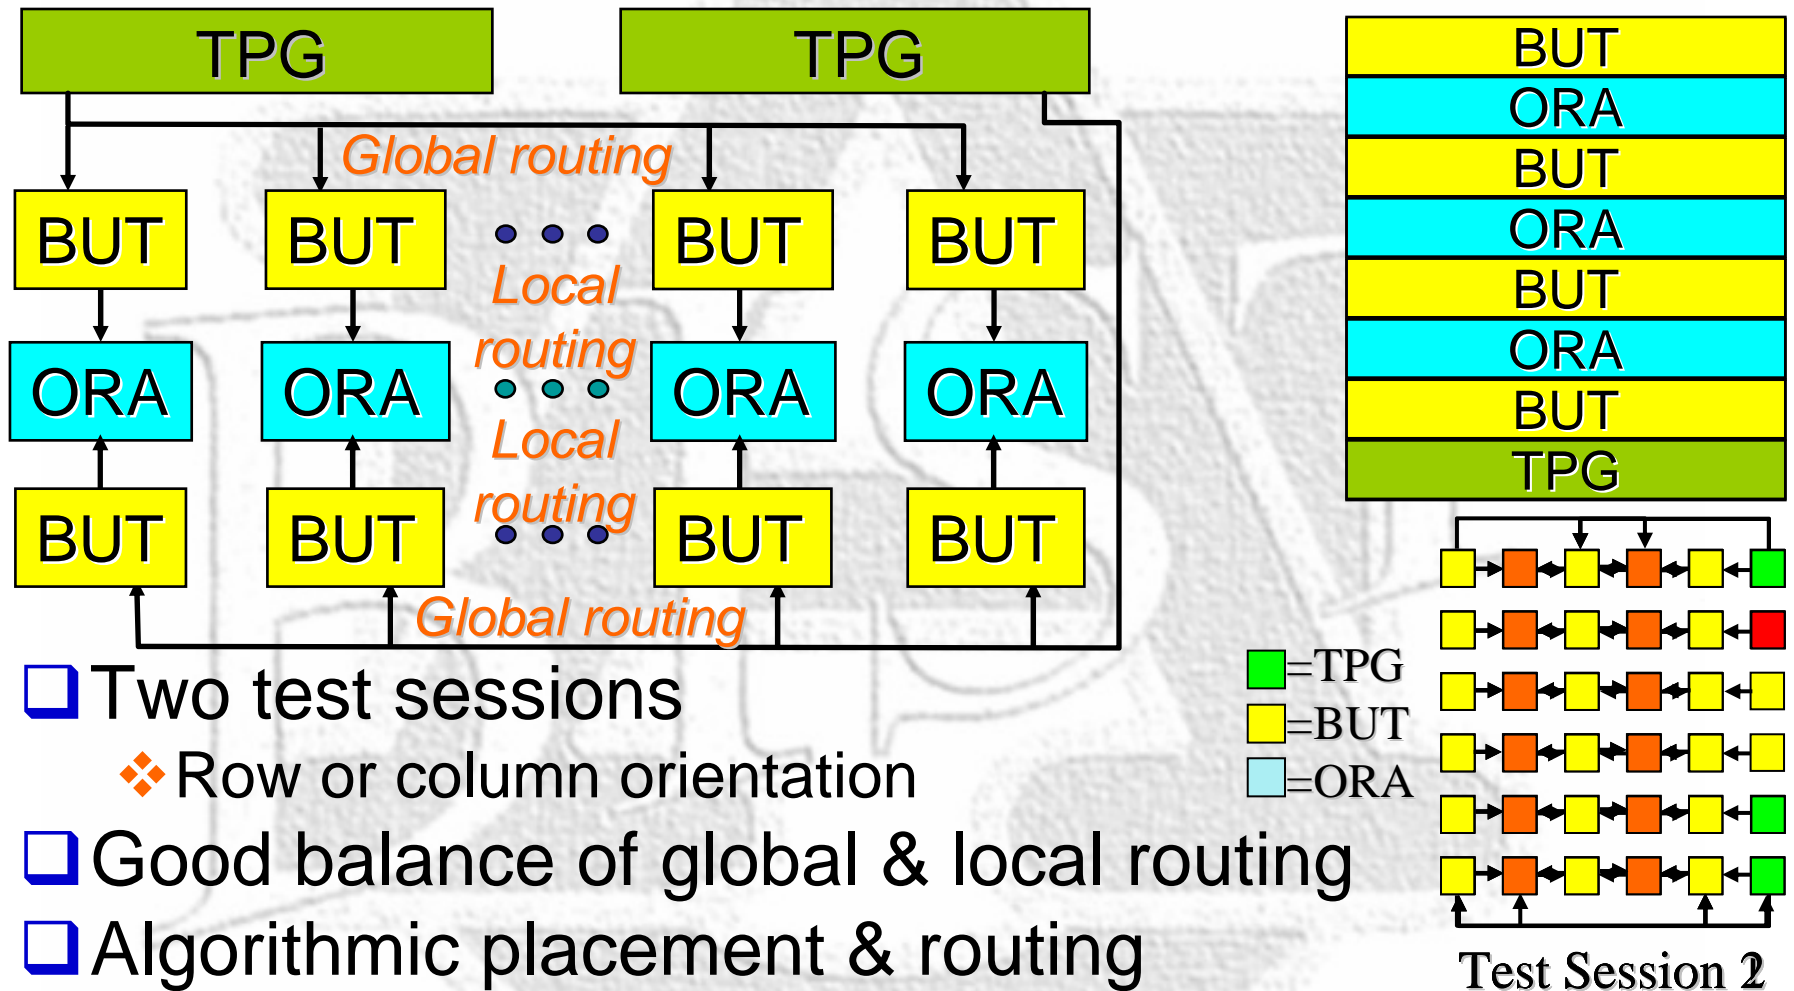 TPG TPG
Global routing
BUT BUT BUT BUT
Local
routing
ORA ORA ORA ORA
Local
routing
BUT BUT BUT BUT
Global routing
BUT
ORA
BUT
ORA
BUT
ORA
BUT
TPG
=TPG
=BUT
=ORA
Test Session
Two test sessions
Row or column orientation
Good balance of global & local routing
Algorithmic placement & routing